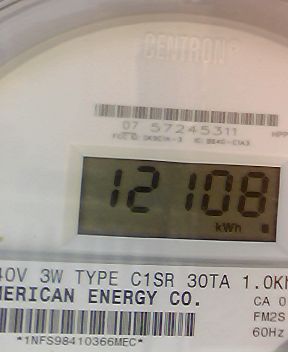 CENTRON®
07 57245311
12108
kWh
40V 3W TYPE C1SR 30TA 1.0Kh
MERICAN ENERGY CO.
CA 0
FM2S
60Hz
*1NFS98410366MEC*